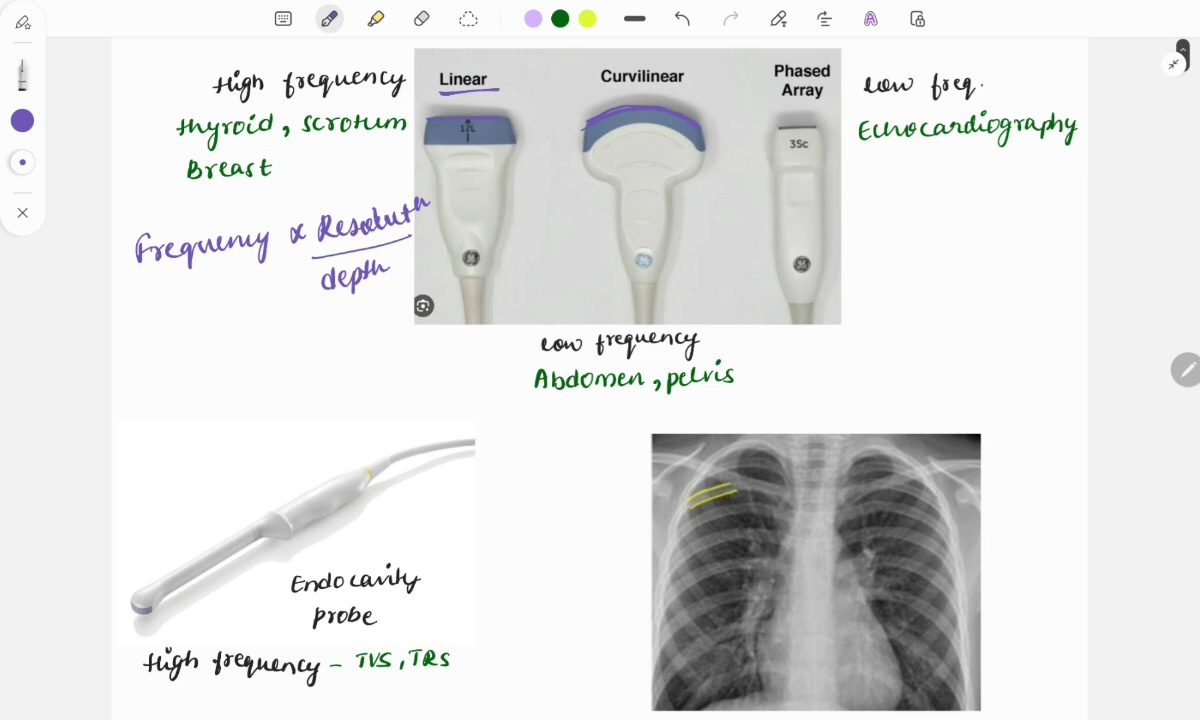 High frequency
thyroid, scrotum
Breast
Frequency ∝ Resolutn
depth
Linear
12L
Curvilinear
Phased
Array
3Sc
low freq.
Echocardiography
low frequency
Abdomen, pelvis
Endocavity
probe
High frequency - TVS, TRS